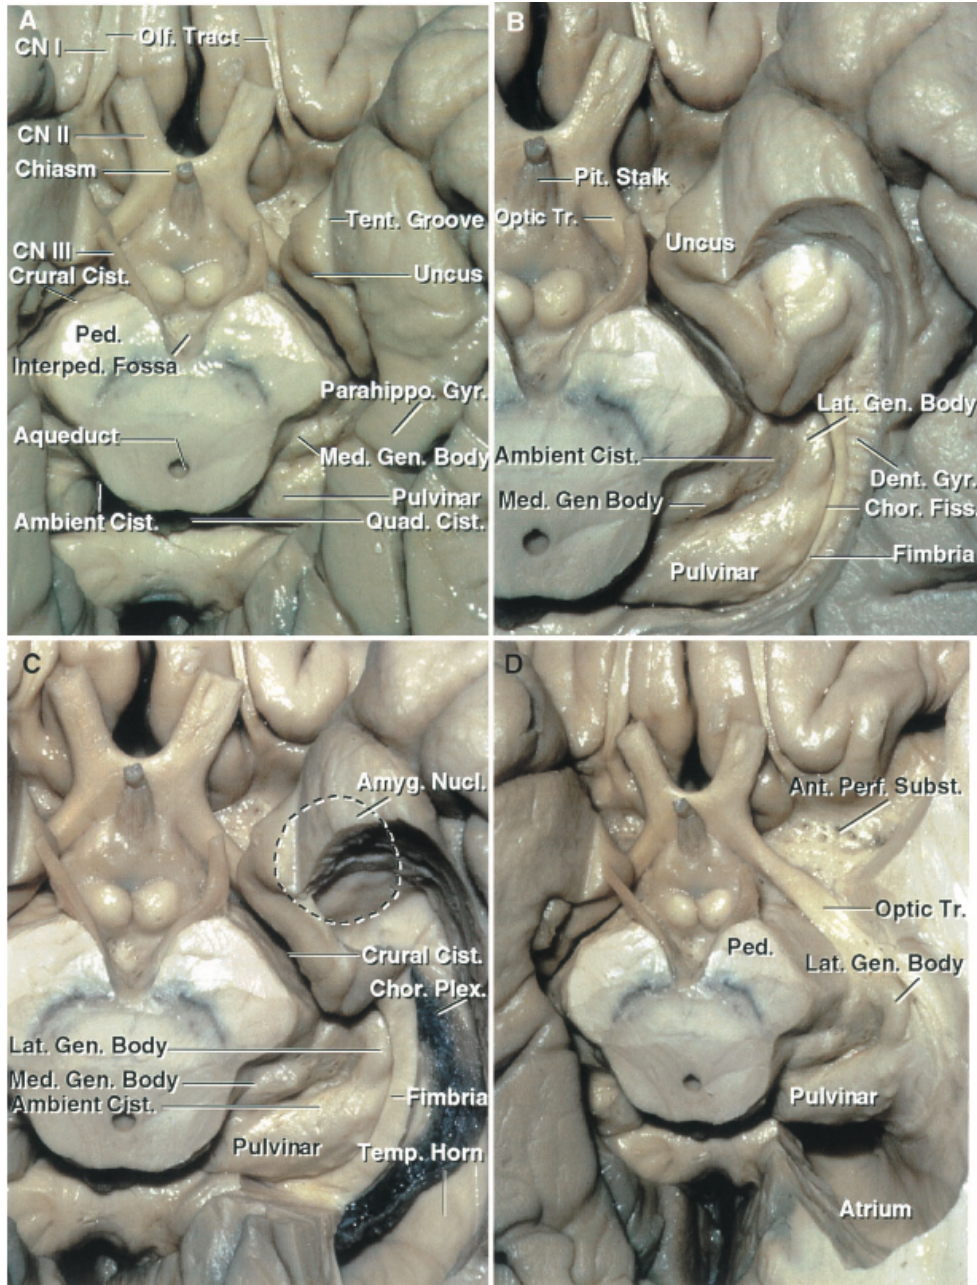 A
Olf. Tract
CN I
CN II
Chiasm
Tent. Groove
CN III
Uncus
Crural Cist.
Ped.
Interped. Fossa
Parahippo. Gyr.
Aqueduct
Med. Gen. Body
Pulvinar
Ambient Cist.
Quad. Cist.
B
Pit. Stalk
Optic Tr.
Uncus
Lat. Gen. Body
Ambient Cist.
Dent. Gyr.
Med. Gen Body
Chor. Fiss.
Fimbria
Pulvinar
C
Amyg. Nucl.
Crural Cist.
Chor. Plex.
Lat. Gen. Body
Med. Gen. Body
Ambient Cist.
Fimbria
Pulvinar
Temp. Horn
D
Ant. Perf. Subst.
Optic Tr.
Ped.
Lat. Gen. Body
Pulvinar
Atrium